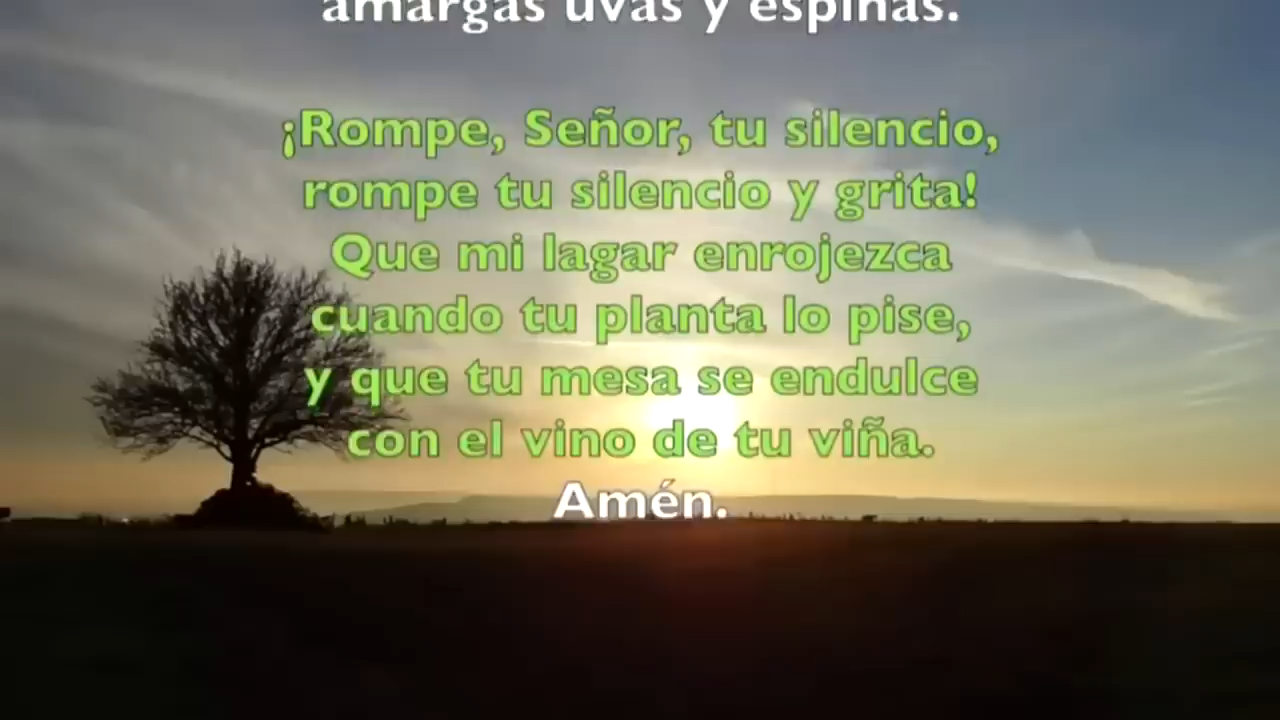 amargas uvas y espinas.
¡Rompe, Señor, tu silencio,
rompe tu silencio y grita!
Que mi lagar enrojezca
cuando tu planta lo pise,
y que tu mesa se endulce
con el vino de tu viña.
Amén.